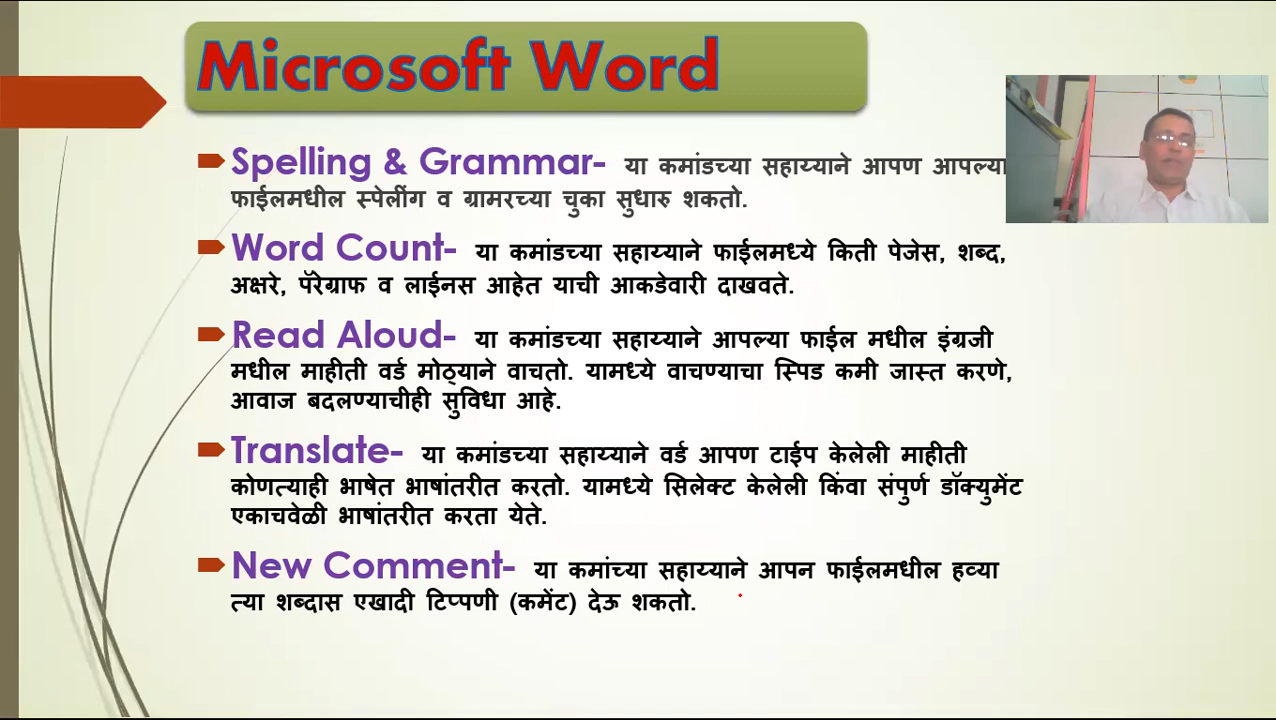 Microsoft Word
Spelling & Grammar- या कमांडच्या सहाय्याने आपण आपल्या
फाईलमधील स्पेलींग व ग्रामरच्या चुका सुधारु शकतो.
Word Count- या कमांडच्या सहाय्याने फाईलमध्ये किती पेजेस, शब्द,
अक्षरे, पॅरेग्राफ व लाईनस आहेत याची आकडेवारी दाखवते.
Read Aloud- या कमांडच्या सहाय्याने आपल्या फाईल मधील इंग्रजी
मधील माहीती वर्ड मोठ्याने वाचतो. यामध्ये वाचण्याचा स्पिड कमी जास्त करणे,
आवाज बदलण्याचीही सुविधा आहे.
Translate- या कमांडच्या सहाय्याने वर्ड आपण टाईप केलेली माहीती
कोणत्याही भाषेत भाषांतरीत करतो. यामध्ये सिलेक्ट केलेली किंवा संपुर्ण डॉक्युमेंट
एकाचवेळी भाषांतरीत करता येते.
New Comment- या कमांच्या सहाय्याने आपन फाईलमधील हव्या
त्या शब्दास एखादी टिप्पणी (कमेंट) देऊ शकतो.